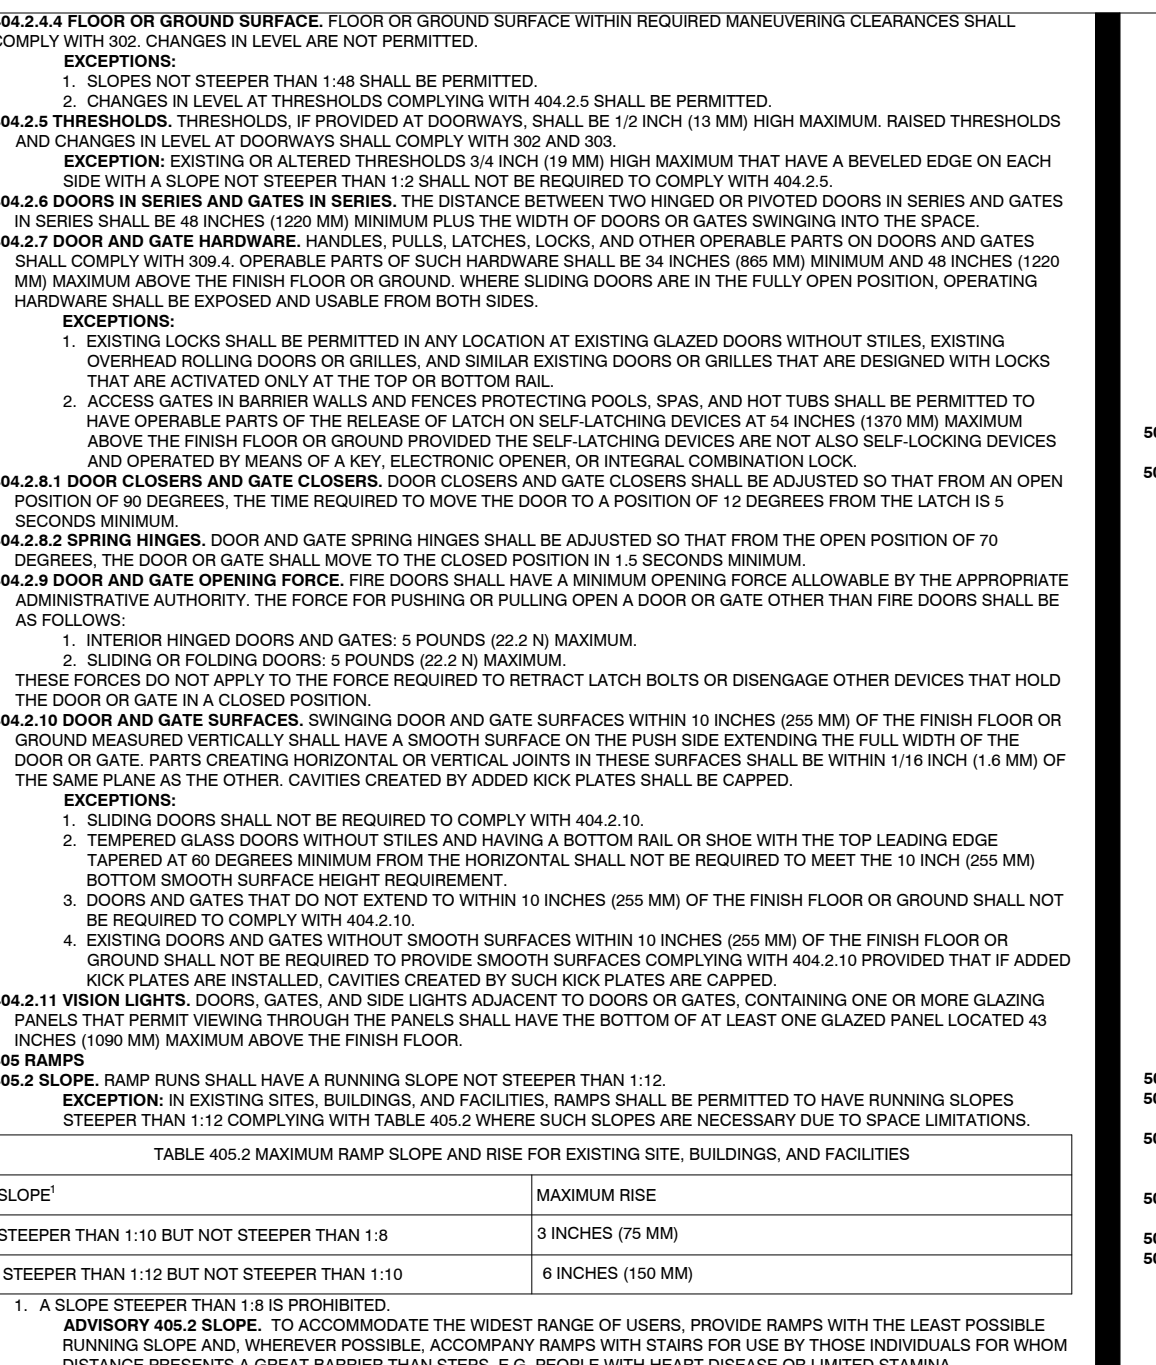 04.2.4.4 FLOOR OR GROUND SURFACE. FLOOR OR GROUND SURFACE WITHIN REQUIRED MANEUVERING CLEARANCES SHALL
COMPLY WITH 302. CHANGES IN LEVEL ARE NOT PERMITTED.
EXCEPTIONS:
1. SLOPES NOT STEEPER THAN 1:48 SHALL BE PERMITTED.
2. CHANGES IN LEVEL AT THRESHOLDS COMPLYING WITH 404.2.5 SHALL BE PERMITTED.
04.2.5 THRESHOLDS. THRESHOLDS, IF PROVIDED AT DOORWAYS, SHALL BE 1/2 INCH (13 MM) HIGH MAXIMUM. RAISED THRESHOLDS
AND CHANGES IN LEVEL AT DOORWAYS SHALL COMPLY WITH 302 AND 303.
EXCEPTION: EXISTING OR ALTERED THRESHOLDS 3/4 INCH (19 MM) HIGH MAXIMUM THAT HAVE A BEVELED EDGE ON EACH
SIDE WITH A SLOPE NOT STEEPER THAN 1:2 SHALL NOT BE REQUIRED TO COMPLY WITH 404.2.5.
04.2.6 DOORS IN SERIES AND GATES IN SERIES. THE DISTANCE BETWEEN TWO HINGED OR PIVOTED DOORS IN SERIES AND GATES
IN SERIES SHALL BE 48 INCHES (1220 MM) MINIMUM PLUS THE WIDTH OF DOORS OR GATES SWINGING INTO THE SPACE.
04.2.7 DOOR AND GATE HARDWARE. HANDLES, PULLS, LATCHES, LOCKS, AND OTHER OPERABLE PARTS ON DOORS AND GATES
SHALL COMPLY WITH 309.4. OPERABLE PARTS OF SUCH HARDWARE SHALL BE 34 INCHES (865 MM) MINIMUM AND 48 INCHES (1220
MM) MAXIMUM ABOVE THE FINISH FLOOR OR GROUND. WHERE SLIDING DOORS ARE IN THE FULLY OPEN POSITION, OPERATING
HARDWARE SHALL BE EXPOSED AND USABLE FROM BOTH SIDES.
EXCEPTIONS:
1. EXISTING LOCKS SHALL BE PERMITTED IN ANY LOCATION AT EXISTING GLAZED DOORS WITHOUT STILES, EXISTING
OVERHEAD ROLLING DOORS OR GRILLES, AND SIMILAR EXISTING DOORS OR GRILLES THAT ARE DESIGNED WITH LOCKS
THAT ARE ACTIVATED ONLY AT THE TOP OR BOTTOM RAIL.
2. ACCESS GATES IN BARRIER WALLS AND FENCES PROTECTING POOLS, SPAS, AND HOT TUBS SHALL BE PERMITTED TO
HAVE OPERABLE PARTS OF THE RELEASE OF LATCH ON SELF-LATCHING DEVICES AT 54 INCHES (1370 MM) MAXIMUM
ABOVE THE FINISH FLOOR OR GROUND PROVIDED THE SELF-LATCHING DEVICES ARE NOT ALSO SELF-LOCKING DEVICES
AND OPERATED BY MEANS OF A KEY, ELECTRONIC OPENER, OR INTEGRAL COMBINATION LOCK.
04.2.8.1 DOOR CLOSERS AND GATE CLOSERS. DOOR CLOSERS AND GATE CLOSERS SHALL BE ADJUSTED SO THAT FROM AN OPEN
POSITION OF 90 DEGREES, THE TIME REQUIRED TO MOVE THE DOOR TO A POSITION OF 12 DEGREES FROM THE LATCH IS 5
SECONDS MINIMUM.
04.2.8.2 SPRING HINGES. DOOR AND GATE SPRING HINGES SHALL BE ADJUSTED SO THAT FROM THE OPEN POSITION OF 70
DEGREES, THE DOOR OR GATE SHALL MOVE TO THE CLOSED POSITION IN 1.5 SECONDS MINIMUM.
04.2.9 DOOR AND GATE OPENING FORCE. FIRE DOORS SHALL HAVE A MINIMUM OPENING FORCE ALLOWABLE BY THE APPROPRIATE
ADMINISTRATIVE AUTHORITY. THE FORCE FOR PUSHING OR PULLING OPEN A DOOR OR GATE OTHER THAN FIRE DOORS SHALL BE
AS FOLLOWS:
1. INTERIOR HINGED DOORS AND GATES: 5 POUNDS (22.2 N) MAXIMUM.
2. SLIDING OR FOLDING DOORS: 5 POUNDS (22.2 N) MAXIMUM.
THESE FORCES DO NOT APPLY TO THE FORCE REQUIRED TO RETRACT LATCH BOLTS OR DISENGAGE OTHER DEVICES THAT HOLD
THE DOOR OR GATE IN A CLOSED POSITION.
04.2.10 DOOR AND GATE SURFACES. SWINGING DOOR AND GATE SURFACES WITHIN 10 INCHES (255 MM) OF THE FINISH FLOOR OR
GROUND MEASURED VERTICALLY SHALL HAVE A SMOOTH SURFACE ON THE PUSH SIDE EXTENDING THE FULL WIDTH OF THE
DOOR OR GATE. PARTS CREATING HORIZONTAL OR VERTICAL JOINTS IN THESE SURFACES SHALL BE WITHIN 1/16 INCH (1.6 MM) OF
THE SAME PLANE AS THE OTHER. CAVITIES CREATED BY ADDED KICK PLATES SHALL BE CAPPED.
EXCEPTIONS:
1. SLIDING DOORS SHALL NOT BE REQUIRED TO COMPLY WITH 404.2.10.
2. TEMPERED GLASS DOORS WITHOUT STILES AND HAVING A BOTTOM RAIL OR SHOE WITH THE TOP LEADING EDGE
TAPERED AT 60 DEGREES MINIMUM FROM THE HORIZONTAL SHALL NOT BE REQUIRED TO MEET THE 10 INCH (255 MM)
BOTTOM SMOOTH SURFACE HEIGHT REQUIREMENT.
3. DOORS AND GATES THAT DO NOT EXTEND TO WITHIN 10 INCHES (255 MM) OF THE FINISH FLOOR OR GROUND SHALL NOT
BE REQUIRED TO COMPLY WITH 404.2.10.
4. EXISTING DOORS AND GATES WITHOUT SMOOTH SURFACES WITHIN 10 INCHES (255 MM) OF THE FINISH FLOOR OR
GROUND SHALL NOT BE REQUIRED TO PROVIDE SMOOTH SURFACES COMPLYING WITH 404.2.10 PROVIDED THAT IF ADDED
KICK PLATES ARE INSTALLED, CAVITIES CREATED BY SUCH KICK PLATES ARE CAPPED.
04.2.11 VISION LIGHTS. DOORS, GATES, AND SIDE LIGHTS ADJACENT TO DOORS OR GATES, CONTAINING ONE OR MORE GLAZING
PANELS THAT PERMIT VIEWING THROUGH THE PANELS SHALL HAVE THE BOTTOM OF AT LEAST ONE GLAZED PANEL LOCATED 43
INCHES (1090 MM) MAXIMUM ABOVE THE FINISH FLOOR.
05 RAMPS
05.2 SLOPE. RAMP RUNS SHALL HAVE A RUNNING SLOPE NOT STEEPER THAN 1:12.
EXCEPTION: IN EXISTING SITES, BUILDINGS, AND FACILITIES, RAMPS SHALL BE PERMITTED TO HAVE RUNNING SLOPES
STEEPER THAN 1:12 COMPLYING WITH TABLE 405.2 WHERE SUCH SLOPES ARE NECESSARY DUE TO SPACE LIMITATIONS.
TABLE 405.2 MAXIMUM RAMP SLOPE AND RISE FOR EXISTING SITE, BUILDINGS, AND FACILITIES
SLOPE¹ MAXIMUM RISE
STEEPER THAN 1:10 BUT NOT STEEPER THAN 1:8 3 INCHES (75 MM)
STEEPER THAN 1:12 BUT NOT STEEPER THAN 1:10 6 INCHES (150 MM)
1. A SLOPE STEEPER THAN 1:8 IS PROHIBITED.
ADVISORY 405.2 SLOPE. TO ACCOMMODATE THE WIDEST RANGE OF USERS, PROVIDE RAMPS WITH THE LEAST POSSIBLE
RUNNING SLOPE AND, WHEREVER POSSIBLE, ACCOMPANY RAMPS WITH STAIRS FOR USE BY THOSE INDIVIDUALS FOR WHOM
DISTANCE PRESENTS A GREAT BARRIER THAN STEPS, E.G. PEOPLE WITH HEART DISEASE OR LIMITED STAMINA.